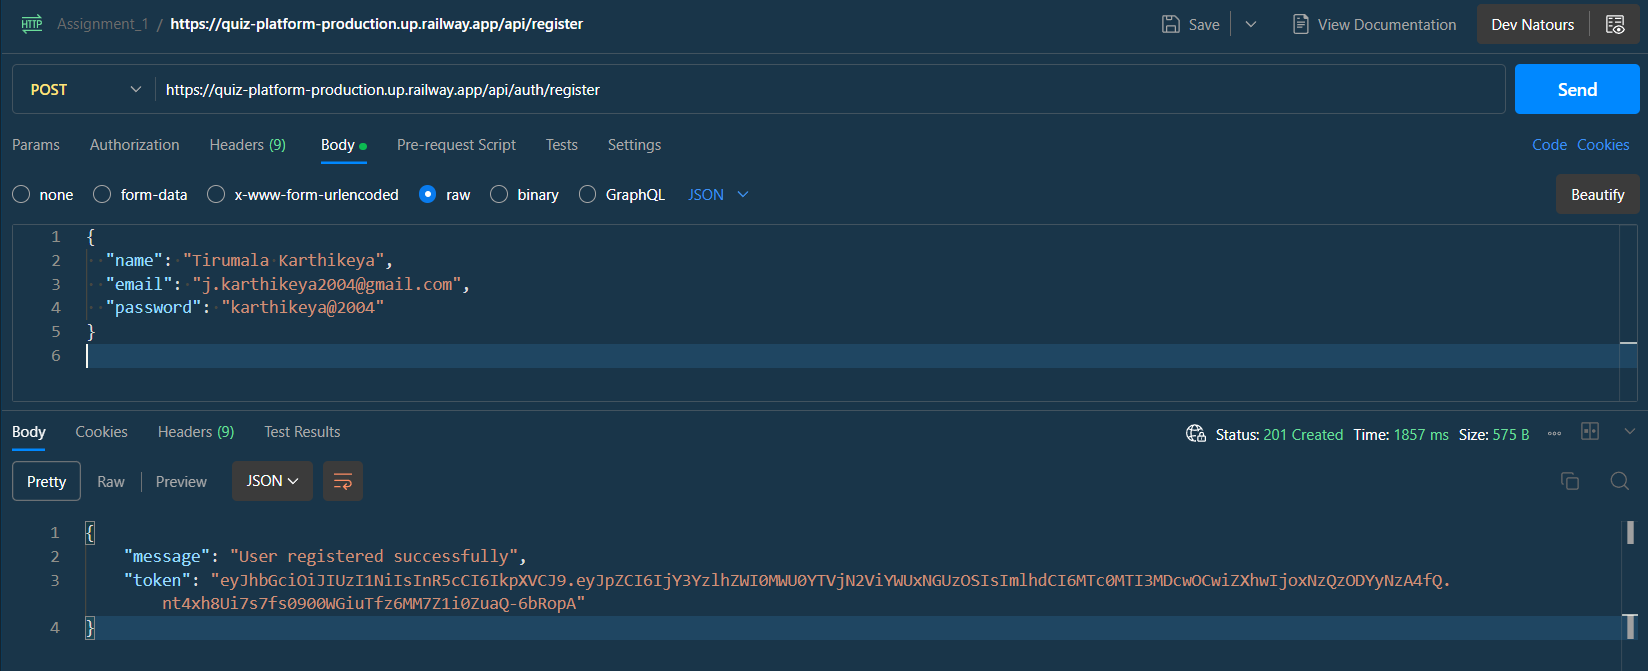 HTTP Assignment_1 / https://quiz-platform-production.up.railway.app/api/register Save View Documentation Dev Natours
POST https://quiz-platform-production.up.railway.app/api/auth/register Send
Params Authorization Headers (9) Body Pre-request Script Tests Settings Code Cookies
none form-data x-www-form-urlencoded raw binary GraphQL JSON Beautify
1 {
2 "name": "Tirumala Karthikeya",
3 "email": "j.karthikeya2004@gmail.com",
4 "password": "karthikeya@2004"
5 }
6
Body Cookies Headers (9) Test Results Status: 201 Created Time: 1857 ms Size: 575 B
Pretty Raw Preview JSON
1 {
2 "message": "User registered successfully",
3 "token": "eyJhbGciOiJIUzI1NiIsInR5cCI6IkpXVCJ9.eyJpZCI6IjY3YzlhZWI0MWU0YTVjN2ViYWUxNGUzOSIsImlhdCI6MTc0MTI3MDcwOCwiZXhwIjoxNzQzODYyNzA4fQ.
nt4xh8Ui7s7fs0900WGiuTfz6MM7Z1i0ZuaQ-6bRopA"
4 }